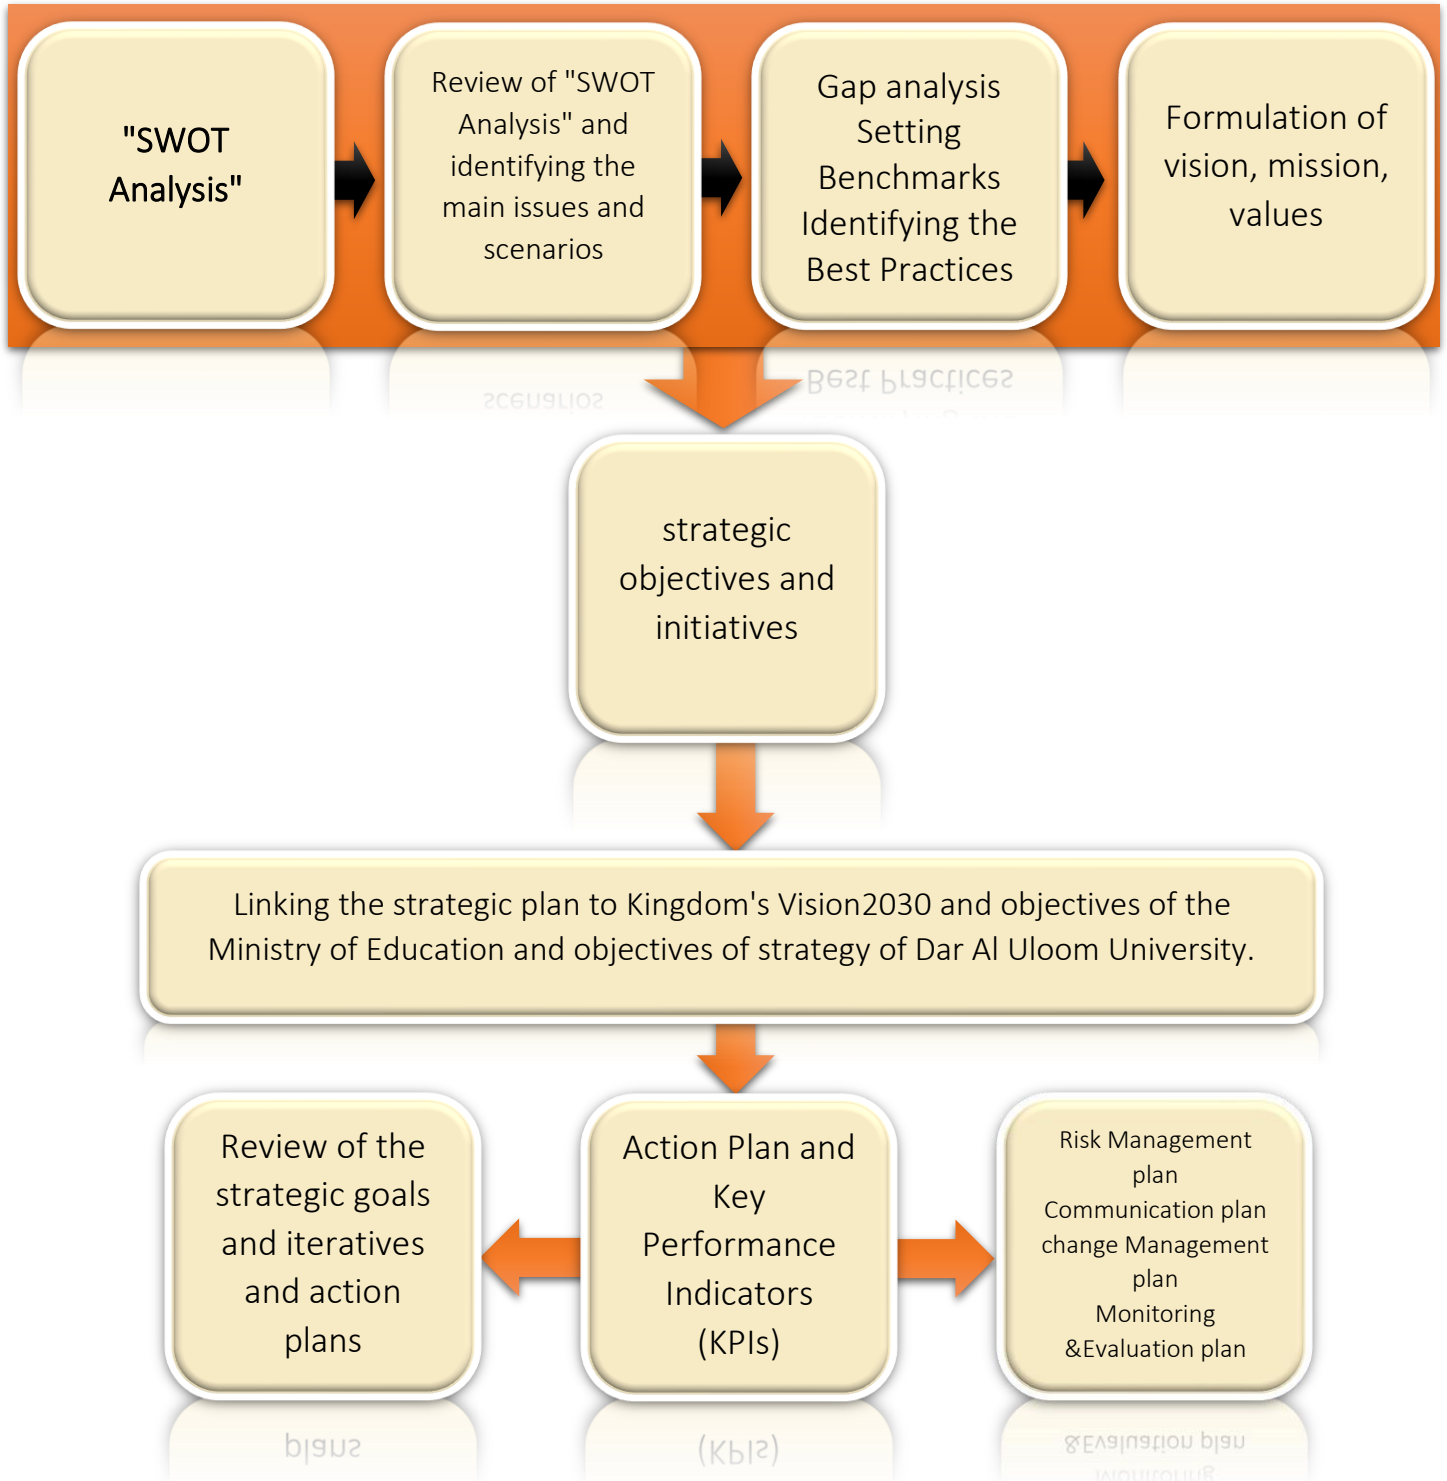 "SWOT
Analysis"
Review of "SWOT
Analysis" and
identifying the
main issues and
scenarios
Gap analysis
Setting
Benchmarks
Identifying the
Best Practices
Formulation of
vision, mission,
values
strategic
objectives and
initiatives
Linking the strategic plan to Kingdom's Vision2030 and objectives of the
Ministry of Education and objectives of strategy of Dar Al Uloom University.
Review of the
strategic goals
and iteratives
and action
plans
Action Plan and
Key
Performance
Indicators
(KPIs)
Risk Management
plan
Communication plan
change Management
plan
Monitoring
&Evaluation plan